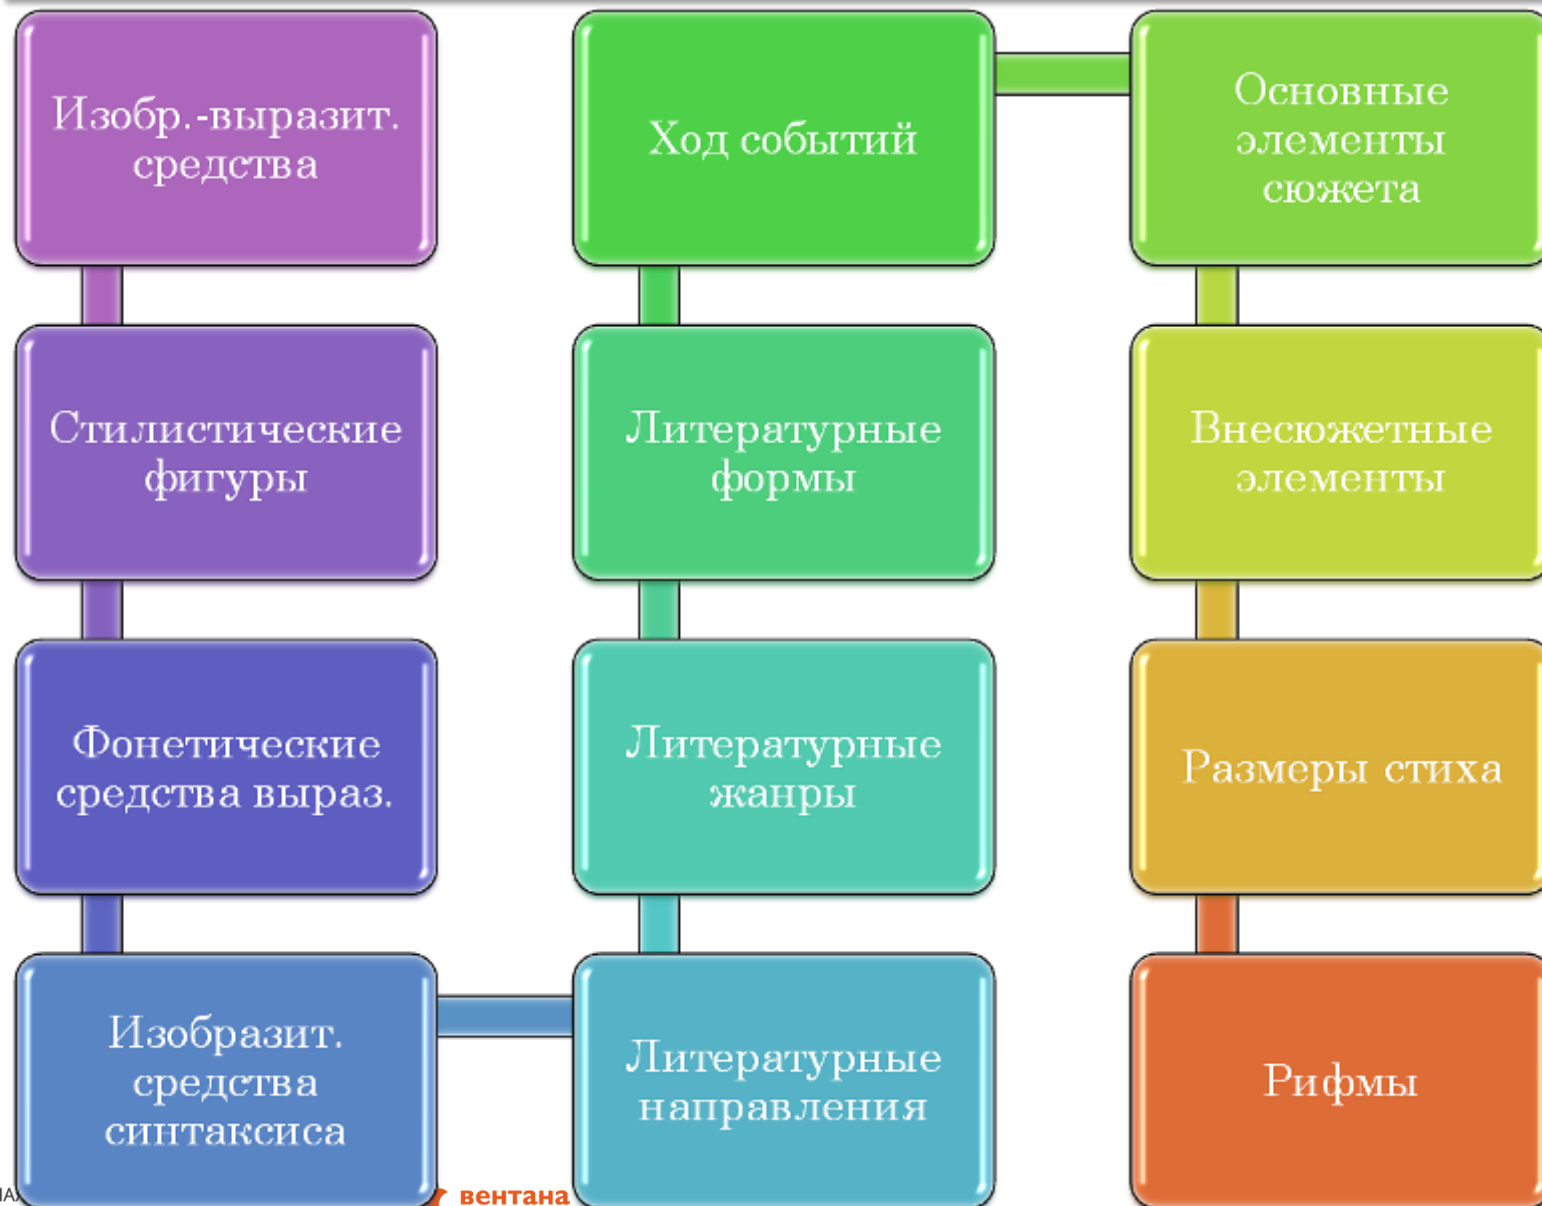 Изобр.-выразит.
средства
Стилистические
фигуры
Фонетические
средства выраз.
Изобразит.
средства
синтаксиса
Литературные
направления
Литературные
жанры
Литературные
формы
Ход событий
Основные
элементы
сюжета
Внесюжетные
элементы
Размеры стиха
Рифмы
вентана